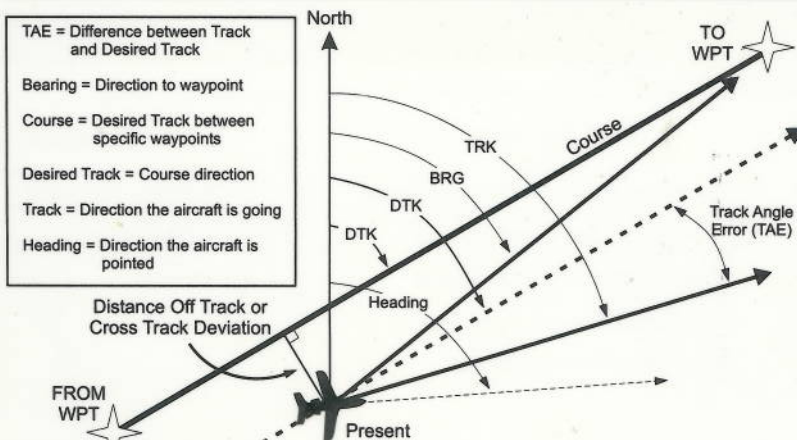 TAE = Difference between Track
and Desired Track
Bearing = Direction to waypoint
Course = Desired Track between
specific waypoints
Desired Track = Course direction
Track = Direction the aircraft is going
Heading = Direction the aircraft is
pointed
North
TO
WPT
Course
TRK
BRG
DTK
DTK
Track Angle
Error (TAE)
Heading
Distance Off Track or
Cross Track Deviation
FROM
WPT
Present